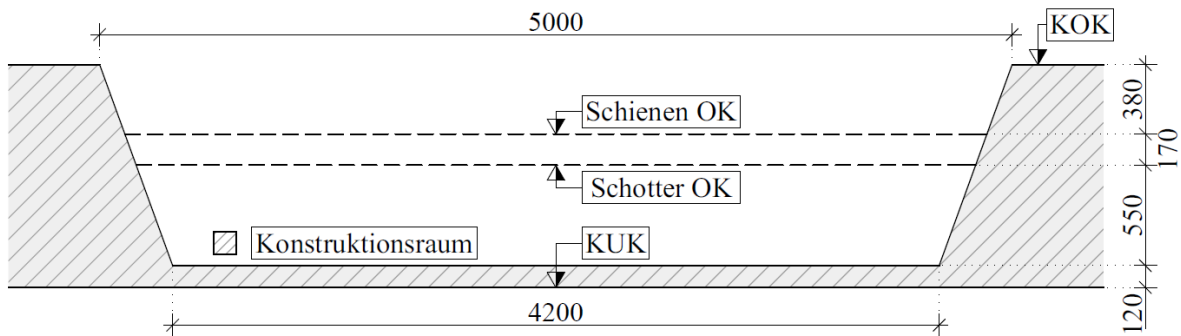 5000
KOK
380
Schienen OK
170
Schotter OK
550
Konstruktionsraum
KUK
120
4200